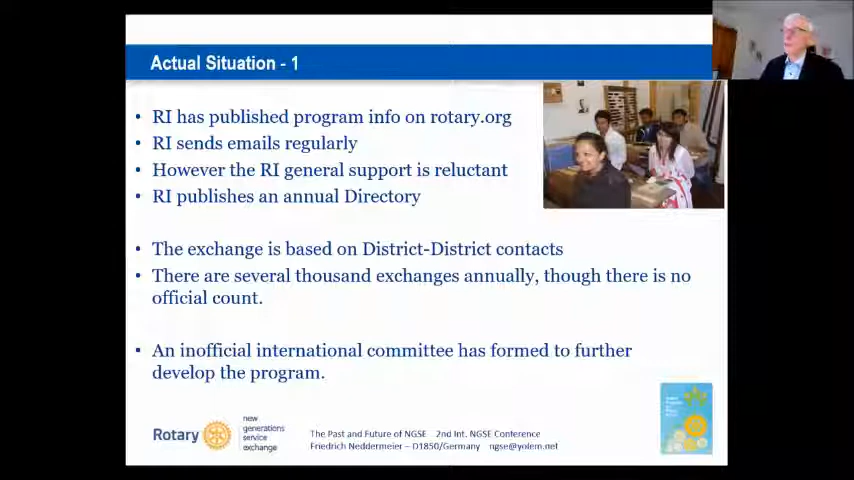 Actual Situation - 1
• RI has published program info on rotary.org
• RI sends emails regularly
• However the RI general support is reluctant
• RI publishes an annual Directory
• The exchange is based on District-District contacts
• There are several thousand exchanges annually, though there is no
official count.
• An inofficial international committee has formed to further
develop the program.
Rotary
new
generations
service
exchange
The Past and Future of NGSE 2nd Int. NGSE Conference
Friedrich Neddermeier – D1850/Germany ngse@yolem.net